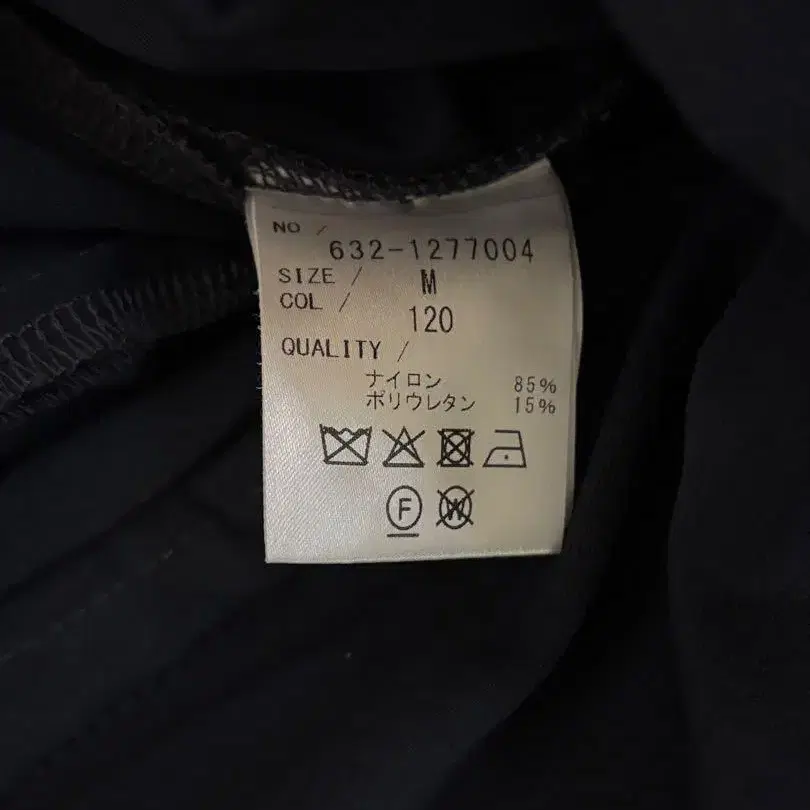 NO /
632-1277004
SIZE / M
COL / 120
QUALITY /
ナイロン 85%
ポリウレタン 15%
F W